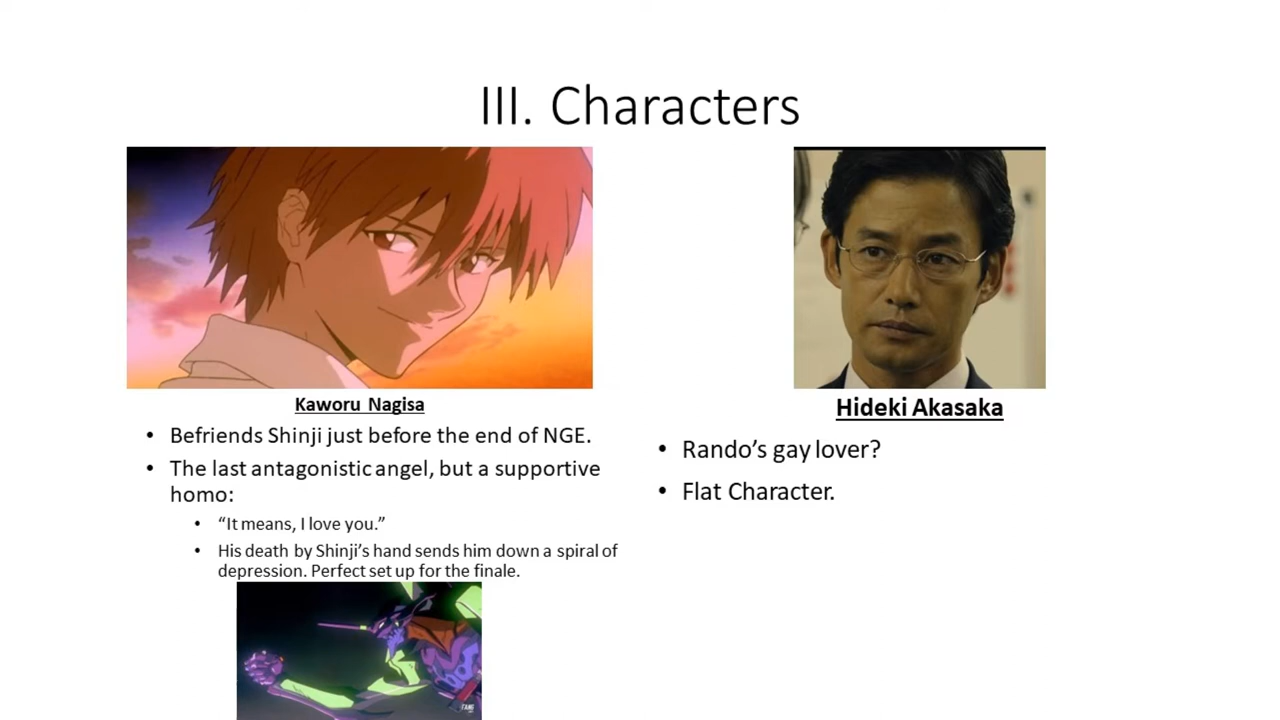 III. Characters
Kaworu Nagisa
• Befriends Shinji just before the end of NGE.
• The last antagonistic angel, but a supportive
homo:
• “It means, I love you.”
• His death by Shinji’s hand sends him down a spiral of
depression. Perfect set up for the finale.
Hideki Akasaka
• Rando’s gay lover?
• Flat Character.